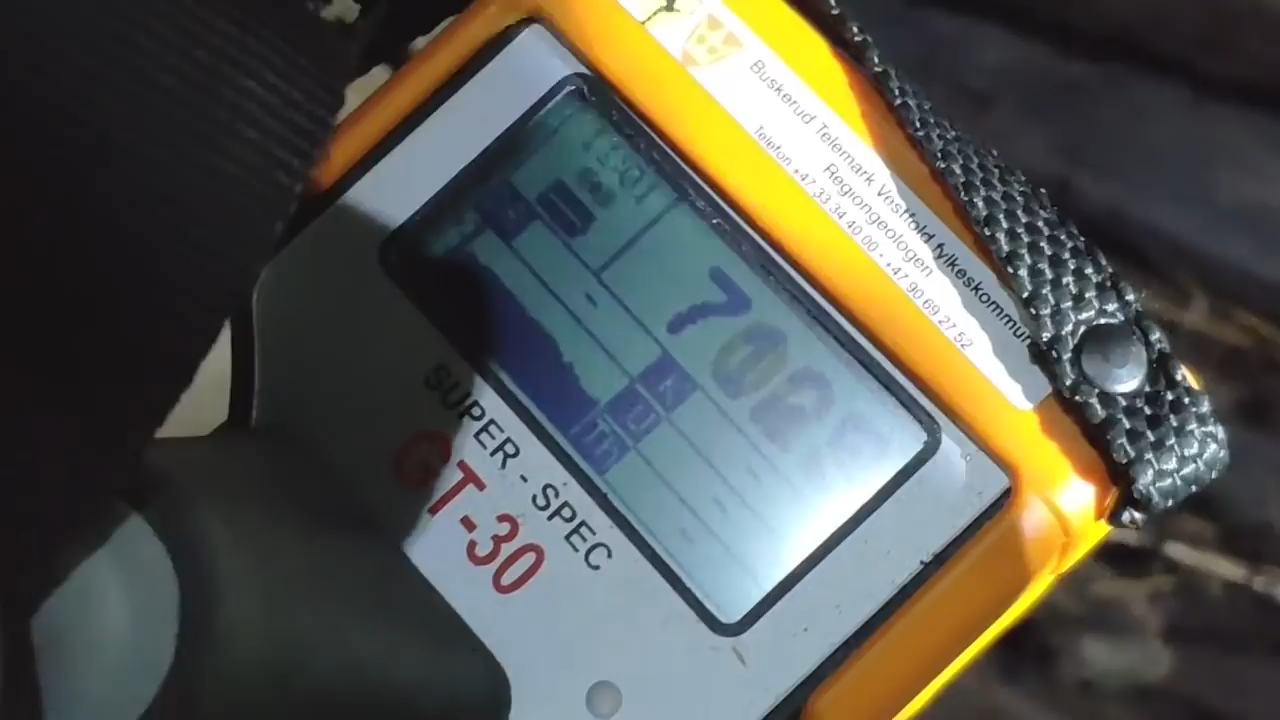 Buskerud Telemark Vestfold fylkeskommun
Regiongeologen
Telefon +47 33 34 40 00 - +47 90 69 27 52
K
U
Th
SUPER - SPEC
GT-30